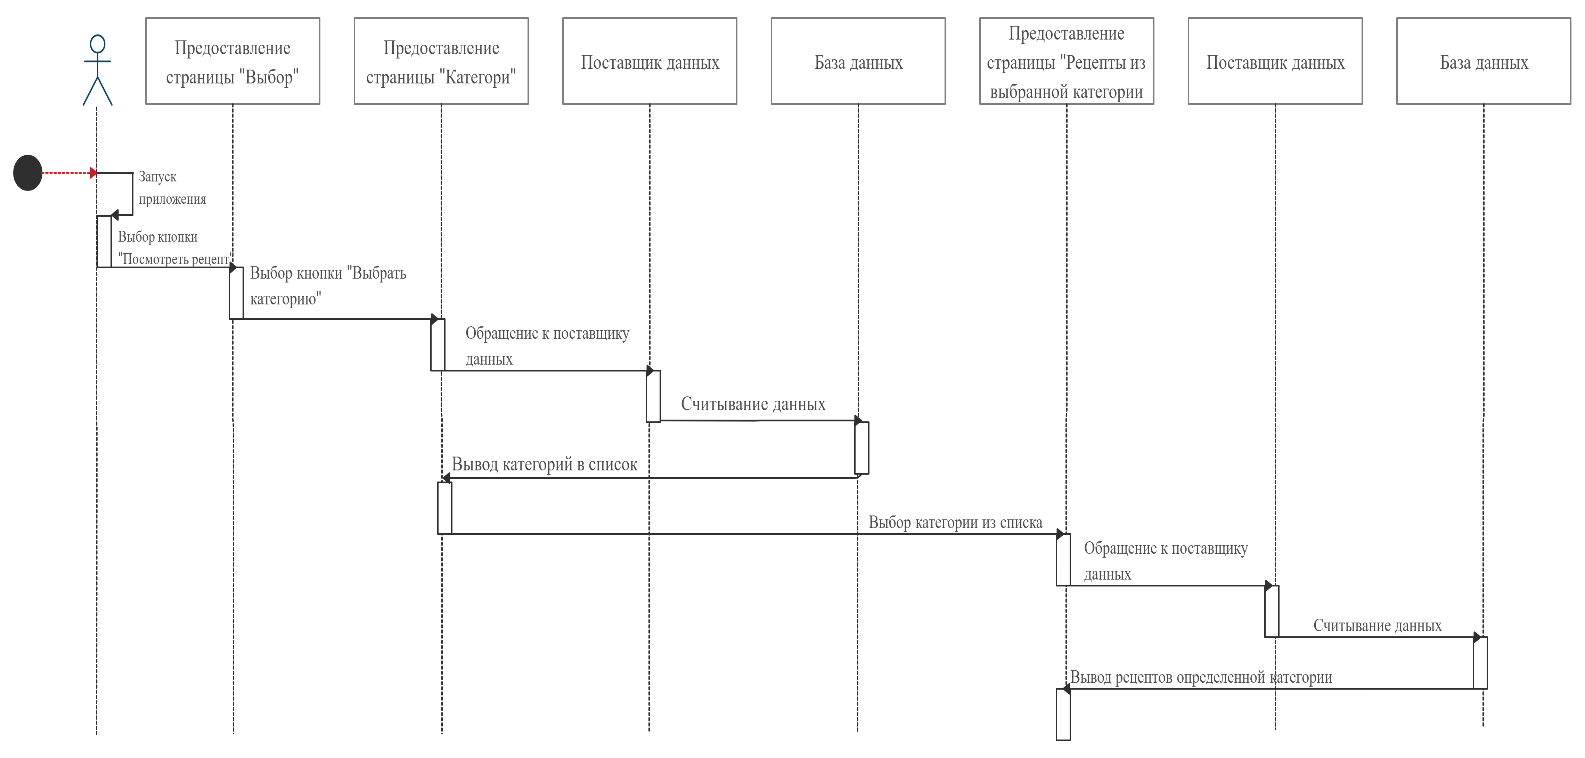 Предоставление
страницы "Выбор"
Предоставление
страницы "Категори"
Поставщик данных
База данных
Предоставление
страницы "Рецепты из
выбранной категории
Поставщик данных
База данных
Запуск
приложения
Выбор кнопки
"Посмотреть рецепт"
Выбор кнопки "Выбрать
категорию"
Обращение к поставщику
данных
Считывание данных
Вывод категорий в список
Выбор категории из списка
Обращение к поставщику
данных
Считывание данных
Вывод рецептов определенной категории